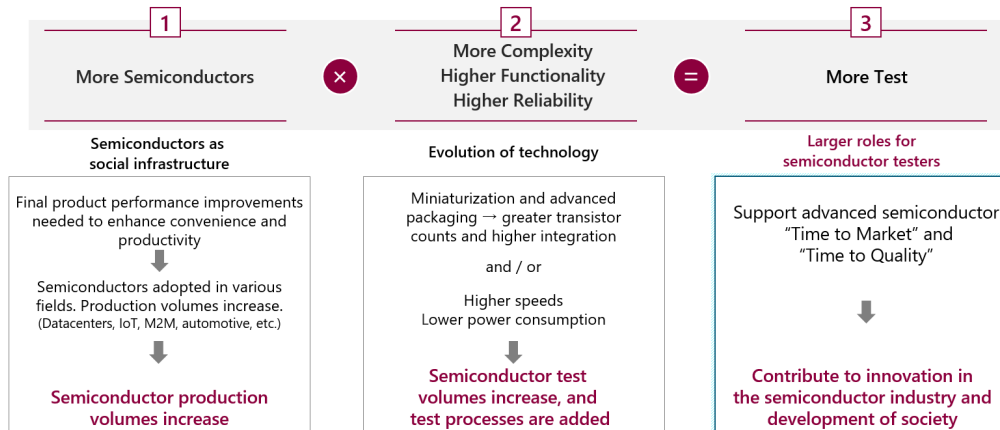 1
More Semiconductors
×
2
More Complexity
Higher Functionality
Higher Reliability
=
3
More Test
Semiconductors as
social infrastructure
Final product performance improvements
needed to enhance convenience and
productivity
Semiconductors adopted in various
fields. Production volumes increase.
(Datacenters, IoT, M2M, automotive, etc.)
Semiconductor production
volumes increase
Evolution of technology
Miniaturization and advanced
packaging → greater transistor
counts and higher integration
and / or
Higher speeds
Lower power consumption
Semiconductor test
volumes increase, and
test processes are added
Larger roles for
semiconductor testers
Support advanced semiconductor
“Time to Market” and
“Time to Quality”
Contribute to innovation in
the semiconductor industry and
development of society